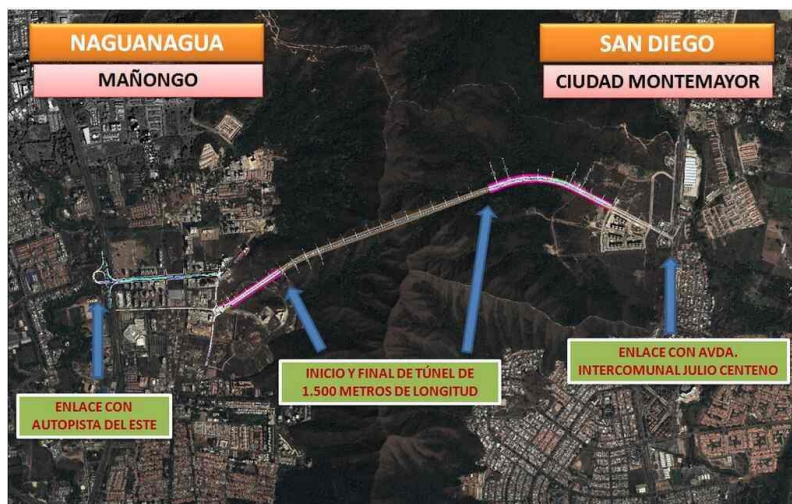 NAGUANAGUA
MAÑONGO
SAN DIEGO
CIUDAD MONTEMAYOR
INICIO Y FINAL DE TÚNEL DE
1.500 METROS DE LONGITUD
ENLACE CON AVDA.
INTERCOMUNAL JULIO CENTENO
ENLACE CON
AUTOPISTA DEL ESTE